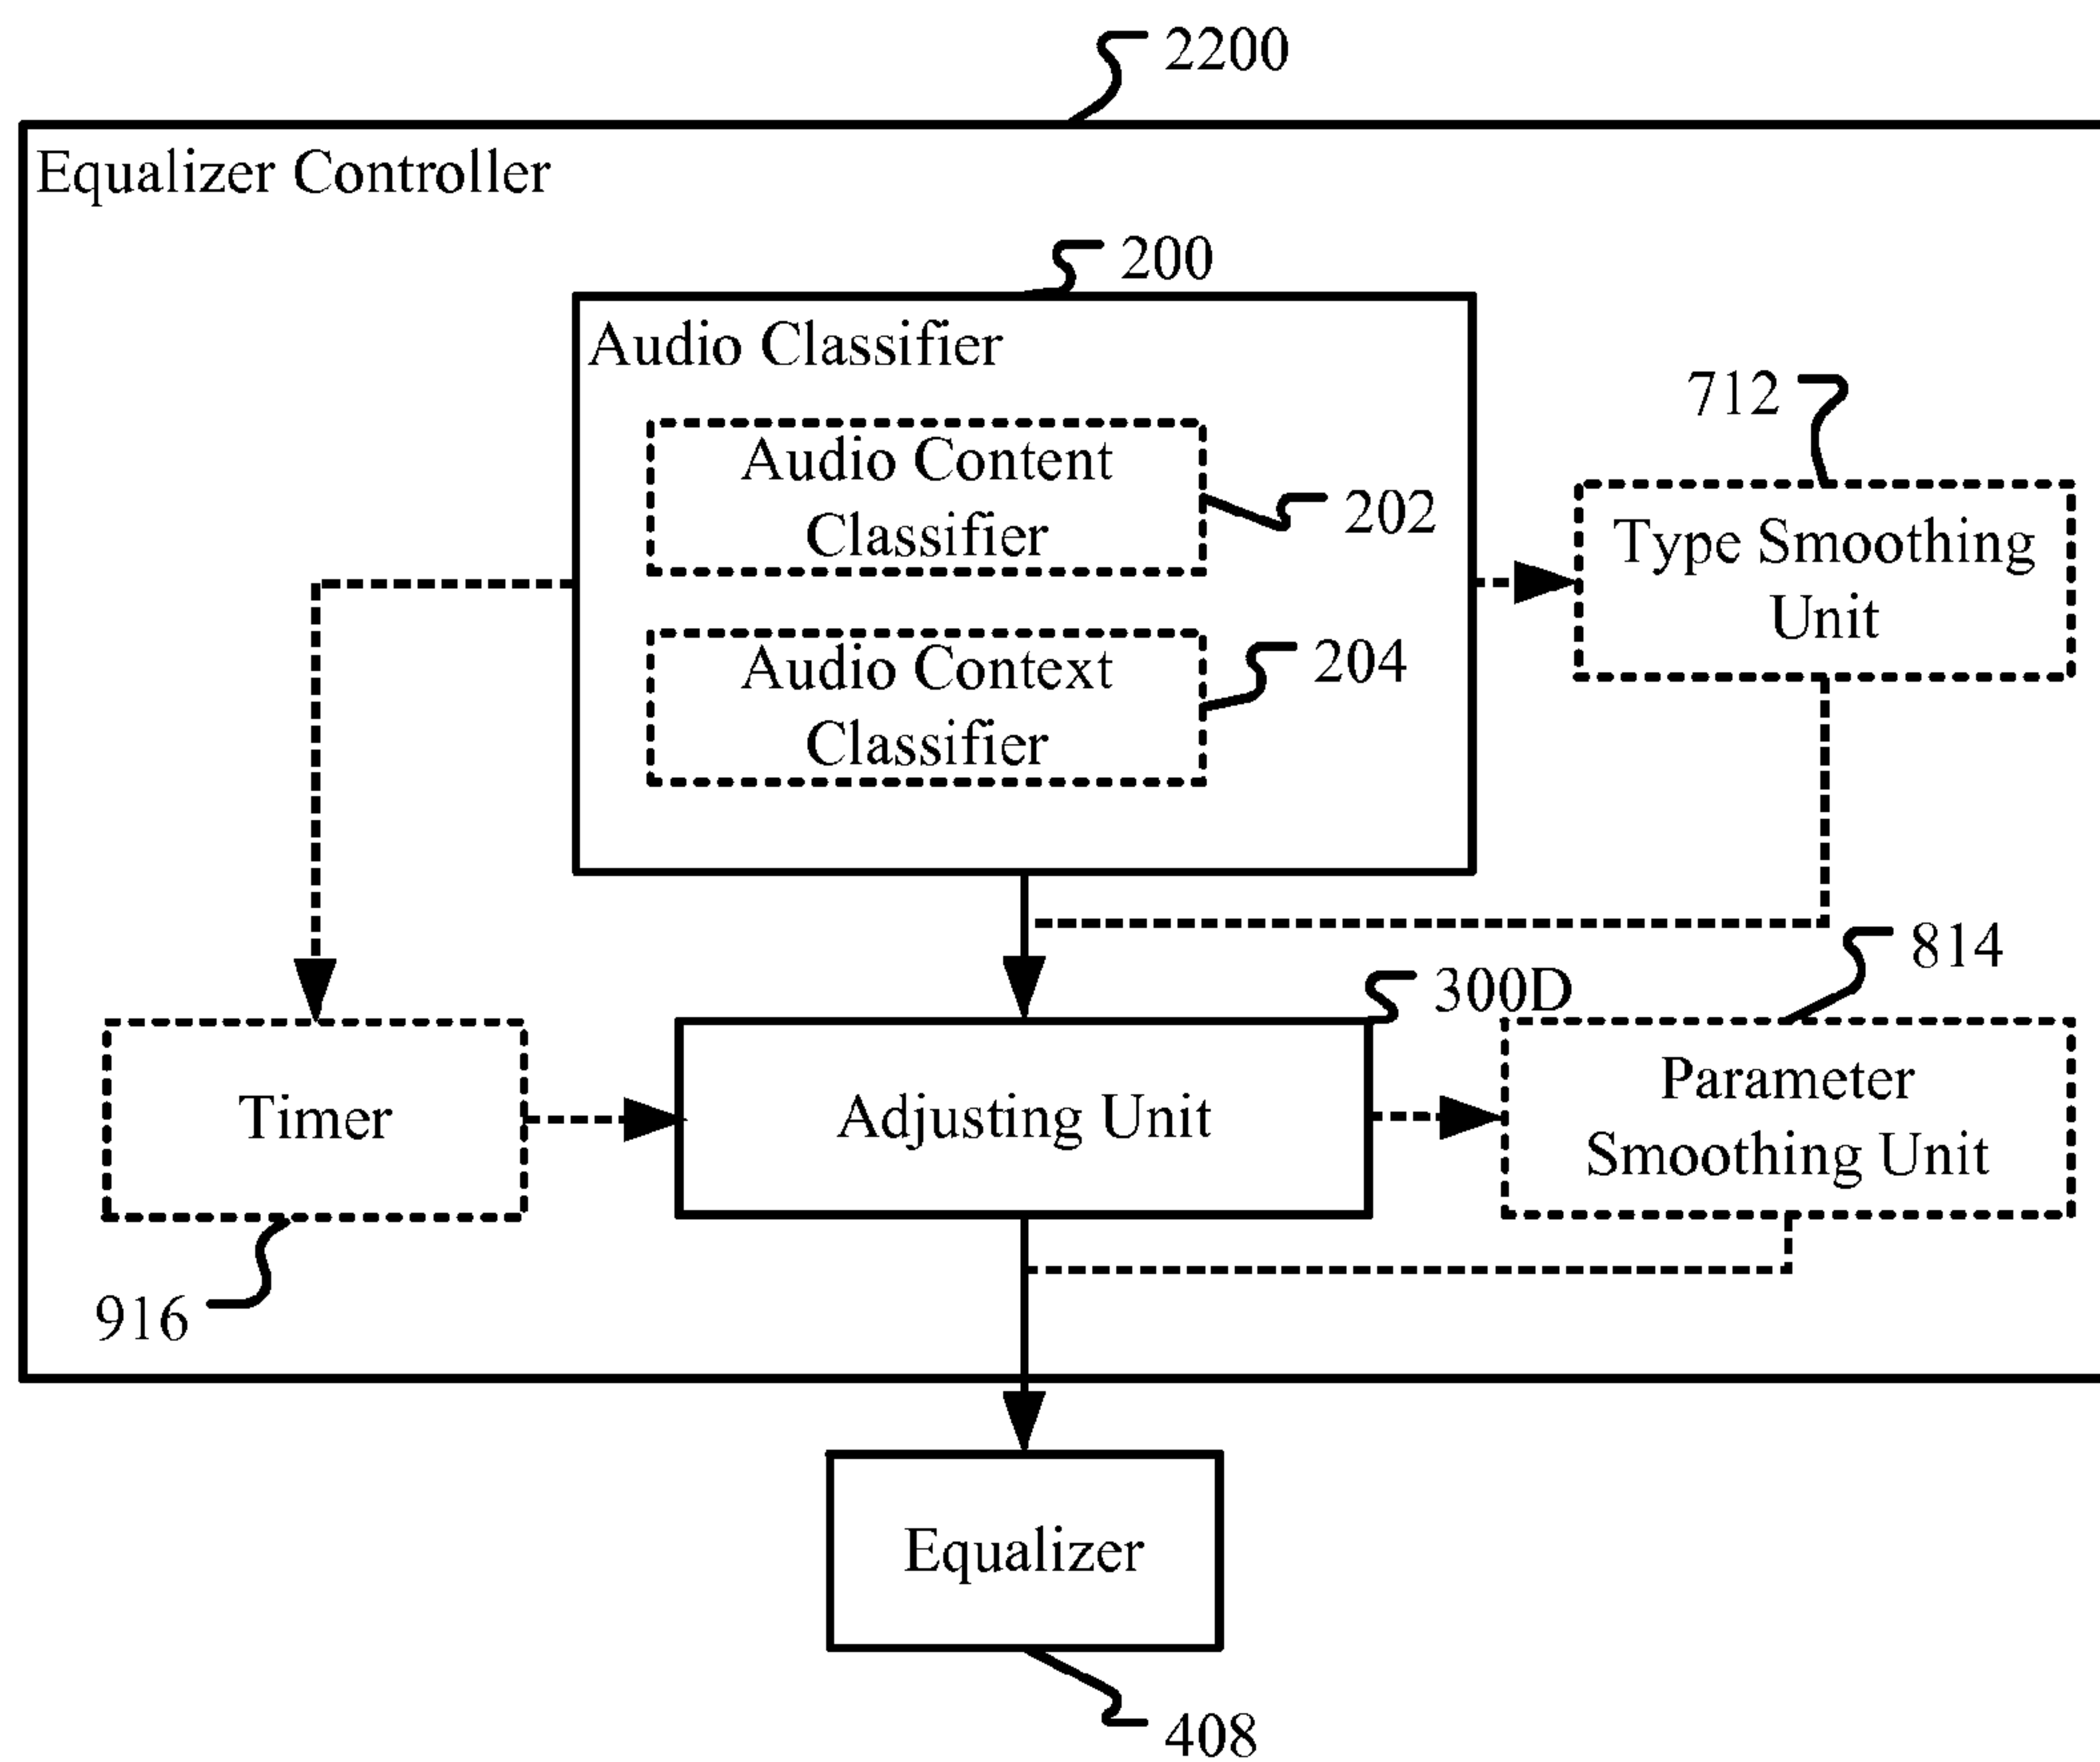 2200
Equalizer Controller
200
Audio Classifier
712
Audio Content
Classifier
202
Type Smoothing
Unit
Audio Context
Classifier
204
814
300D
Timer
Adjusting Unit
Parameter
Smoothing Unit
916
Equalizer
408